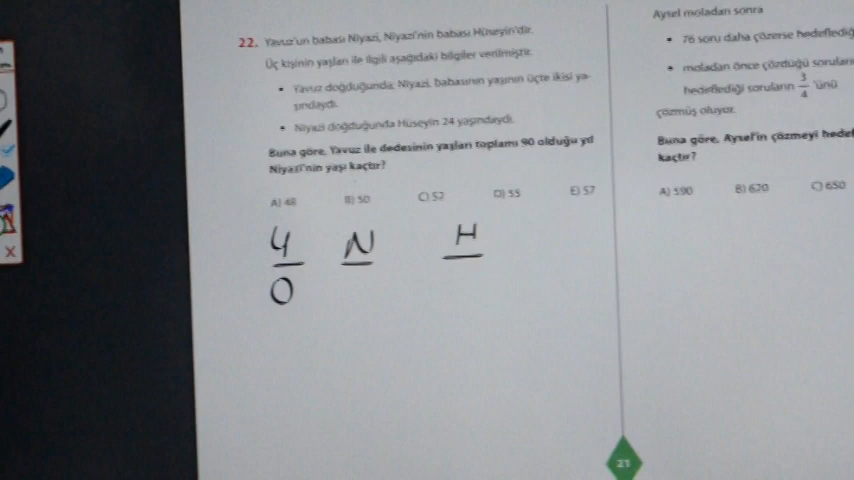 22. Yavuz'un babası Niyazi, Niyazi'nin babası Hüseyin'dir.
Üç kişinin yaşları ile ilgili aşağıdaki bilgiler verilmiştir.
• Yavuz doğduğunda, Niyazi, babasının yaşının üçte ikisi ya-
şındaydı.
• Niyazi doğduğunda Hüseyin 24 yaşındaydı.
Buna göre, Yavuz ile dedesinin yaşları toplamı 90 olduğu yıl
Niyazi'nin yaşı kaçtır?
A) 48 B) 50 C) 52 D) 55 E) 57
Y N H
0
Aysel moladan sonra
• 76 soru daha çözerse hedeflediğ
• moladan önce çözdüğü soruların
hedeflediği soruların 3/4 'ünü
çözmüş oluyor.
Buna göre, Aysel'in çözmeyi hedef
kaçtır?
A) 590 B) 620 C) 650
21